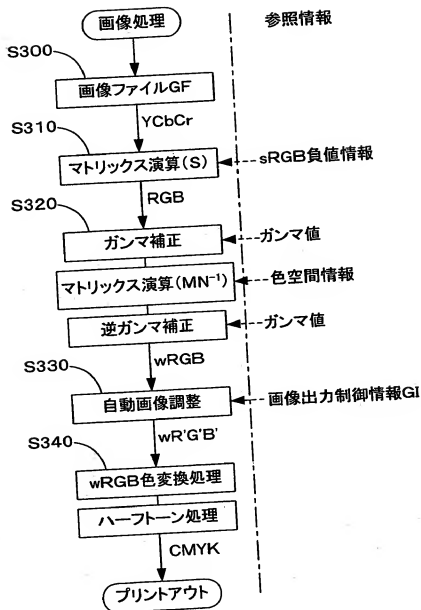 画像処理
参照情報
S300
画像ファイルGF
YCbCr
S310
マトリックス演算(S)
sRGB負値情報
RGB
S320
ガンマ補正
ガンマ値
マトリックス演算(MN⁻¹)
色空間情報
逆ガンマ補正
ガンマ値
wRGB
S330
自動画像調整
画像出力制御情報GI
wR'G'B'
S340
wRGB色変換処理
ハーフトーン処理
CMYK
プリントアウト